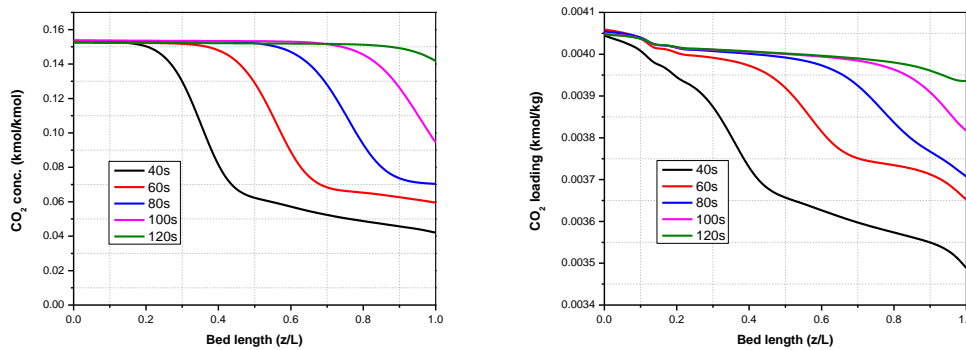 CO2 conc. (kmol/kmol)
0.16
0.14
0.12
0.10
0.08
0.06
0.04
0.02
0.00
40s
60s
80s
100s
120s
0.0 0.2 0.4 0.6 0.8 1.0
Bed length (z/L)
CO2 loading (kmol/kg)
0.0041
0.0040
0.0039
0.0038
0.0037
0.0036
0.0035
0.0034
40s
60s
80s
100s
120s
0.0 0.2 0.4 0.6 0.8 1.0
Bed length (z/L)